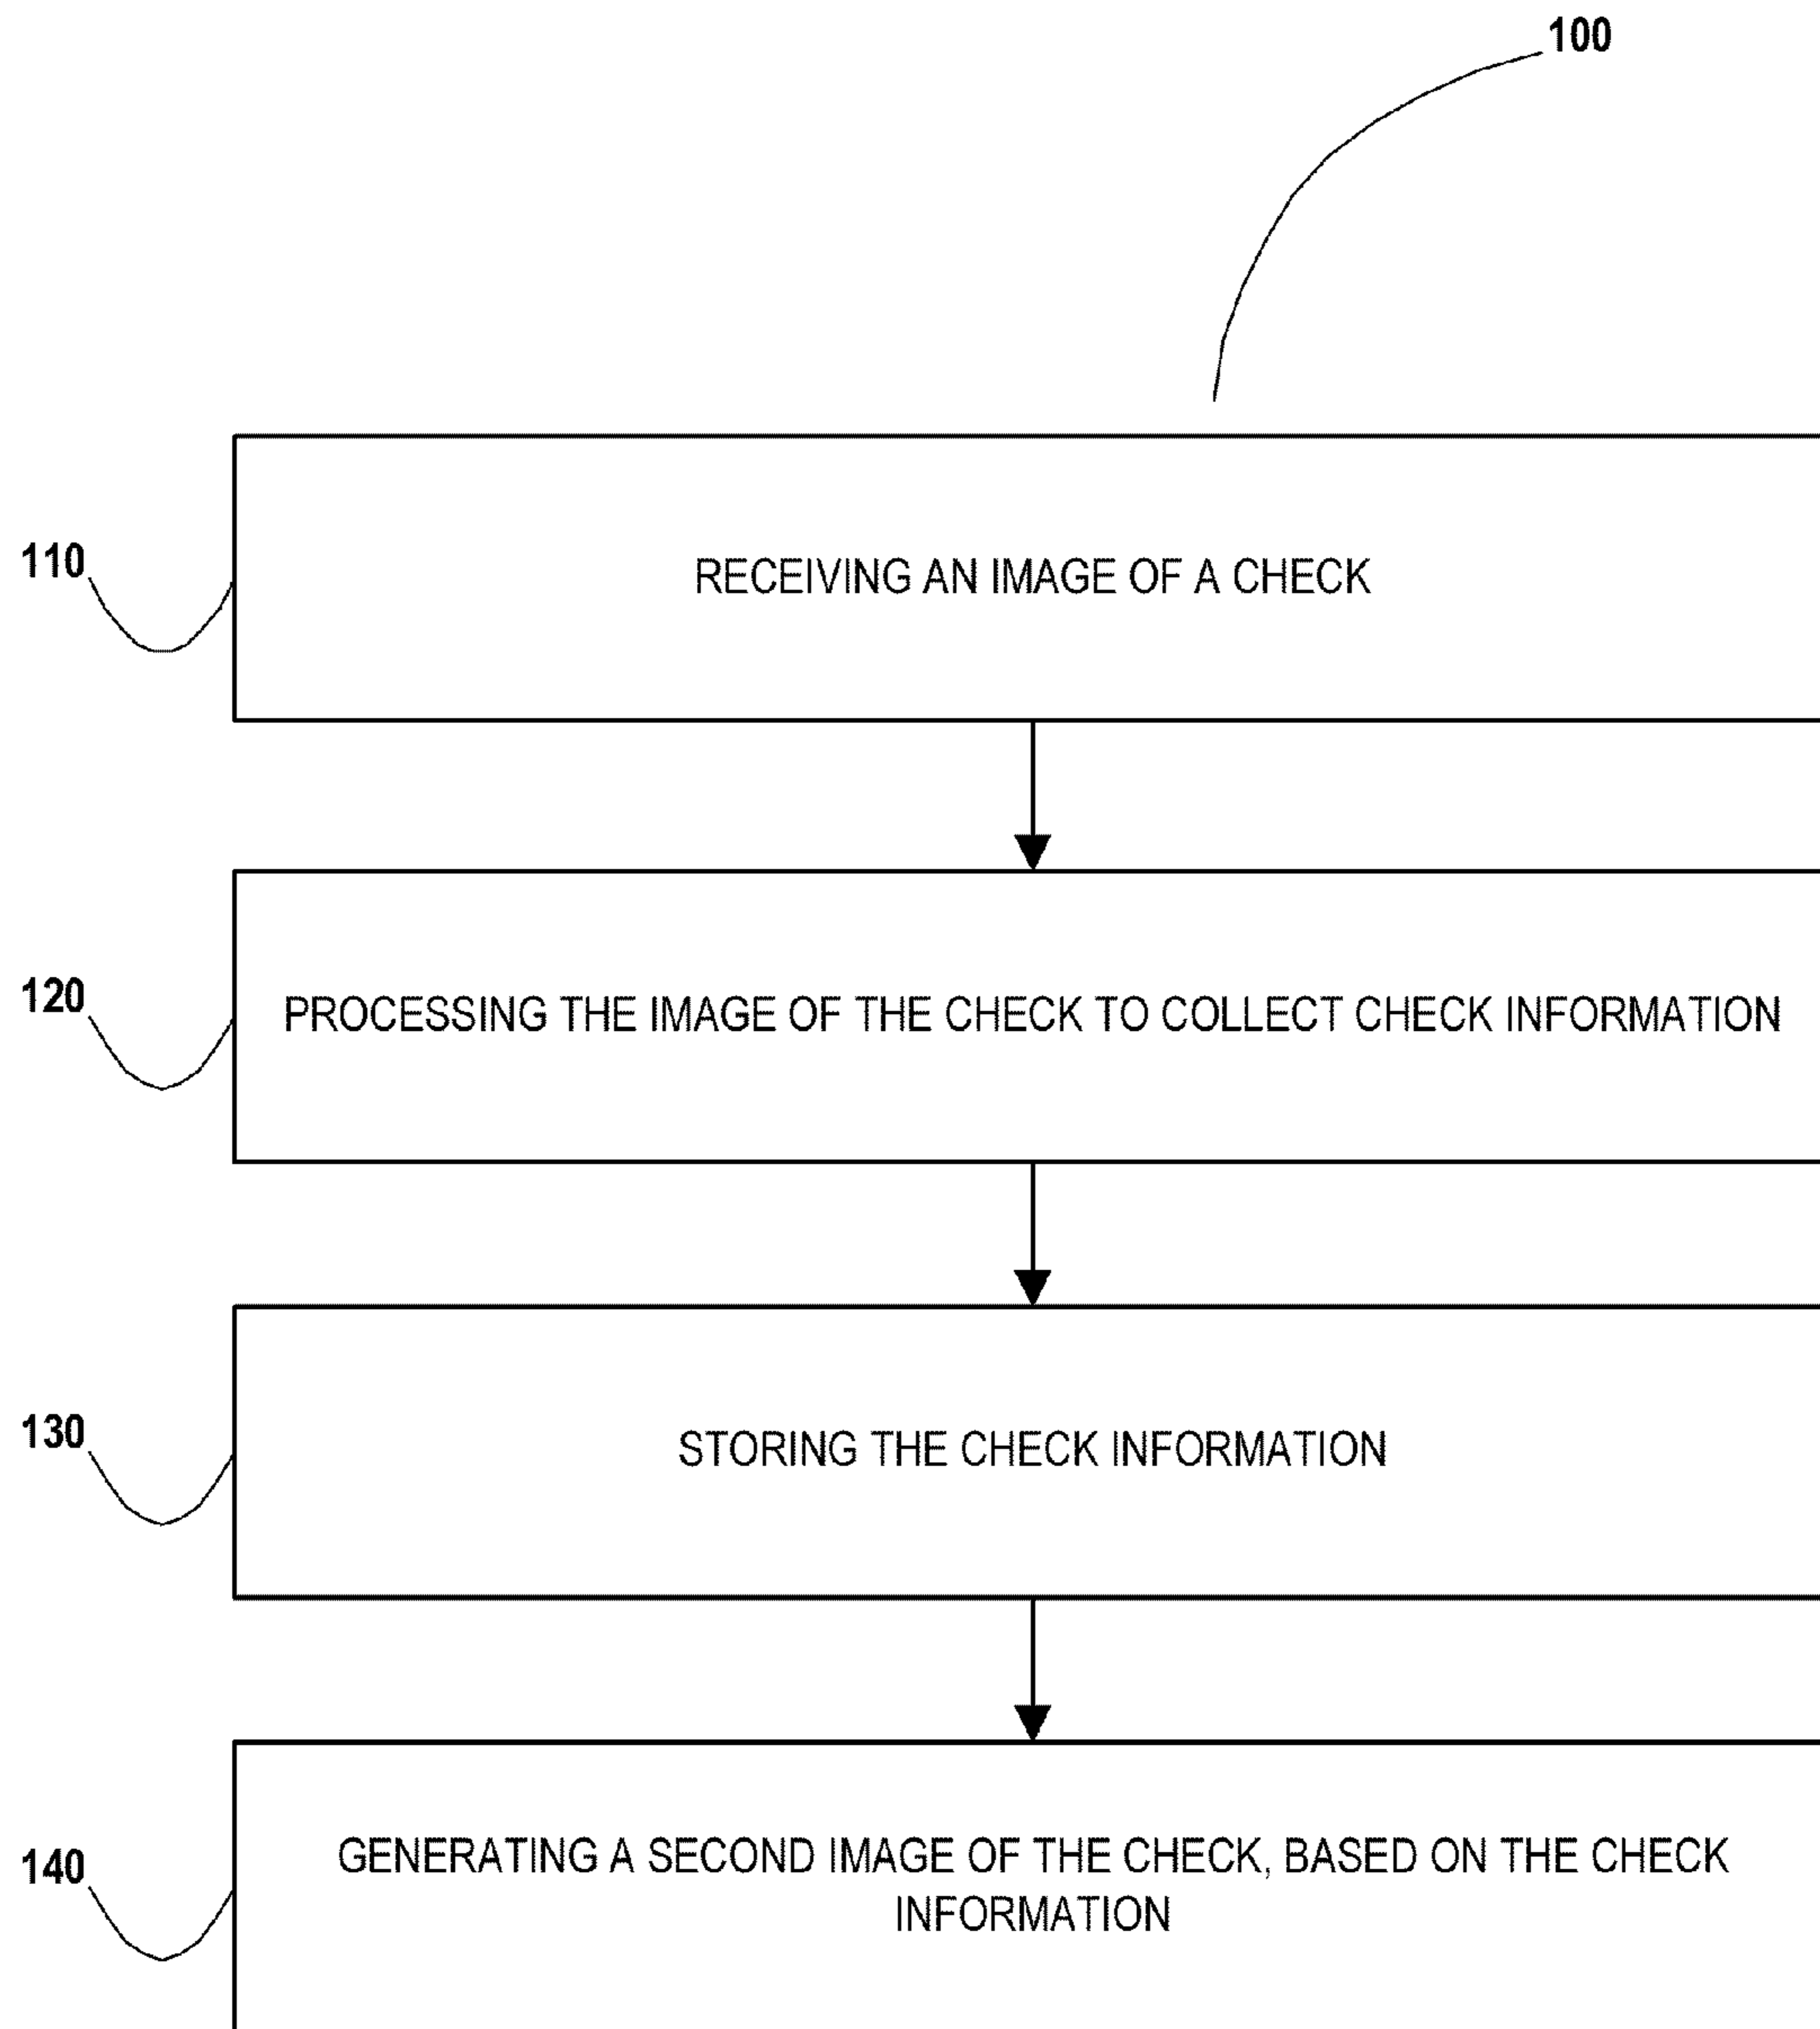 100
110
RECEIVING AN IMAGE OF A CHECK
120
PROCESSING THE IMAGE OF THE CHECK TO COLLECT CHECK INFORMATION
130
STORING THE CHECK INFORMATION
140
GENERATING A SECOND IMAGE OF THE CHECK, BASED ON THE CHECK
INFORMATION